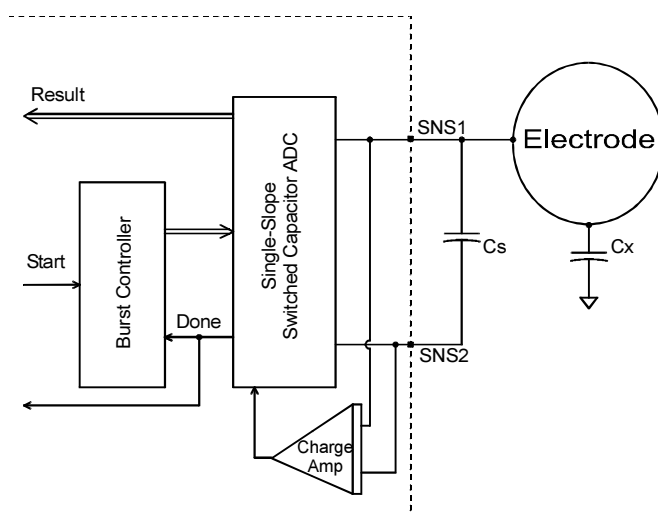 Result
SNS1
Electrode
Single-Slope
Switched Capacitor ADC
Burst Controller
Start
Cs
Cx
Done
SNS2
Charge
Amp